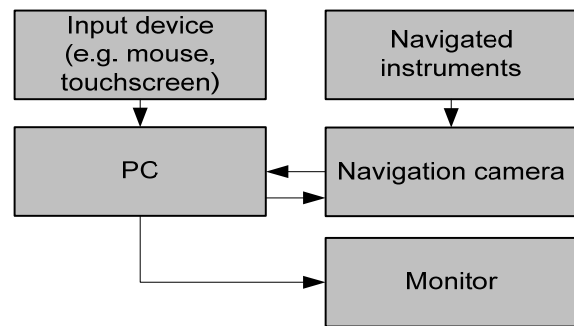 Input device
(e.g. mouse,
touchscreen)
Navigated
instruments
PC
Navigation camera
Monitor